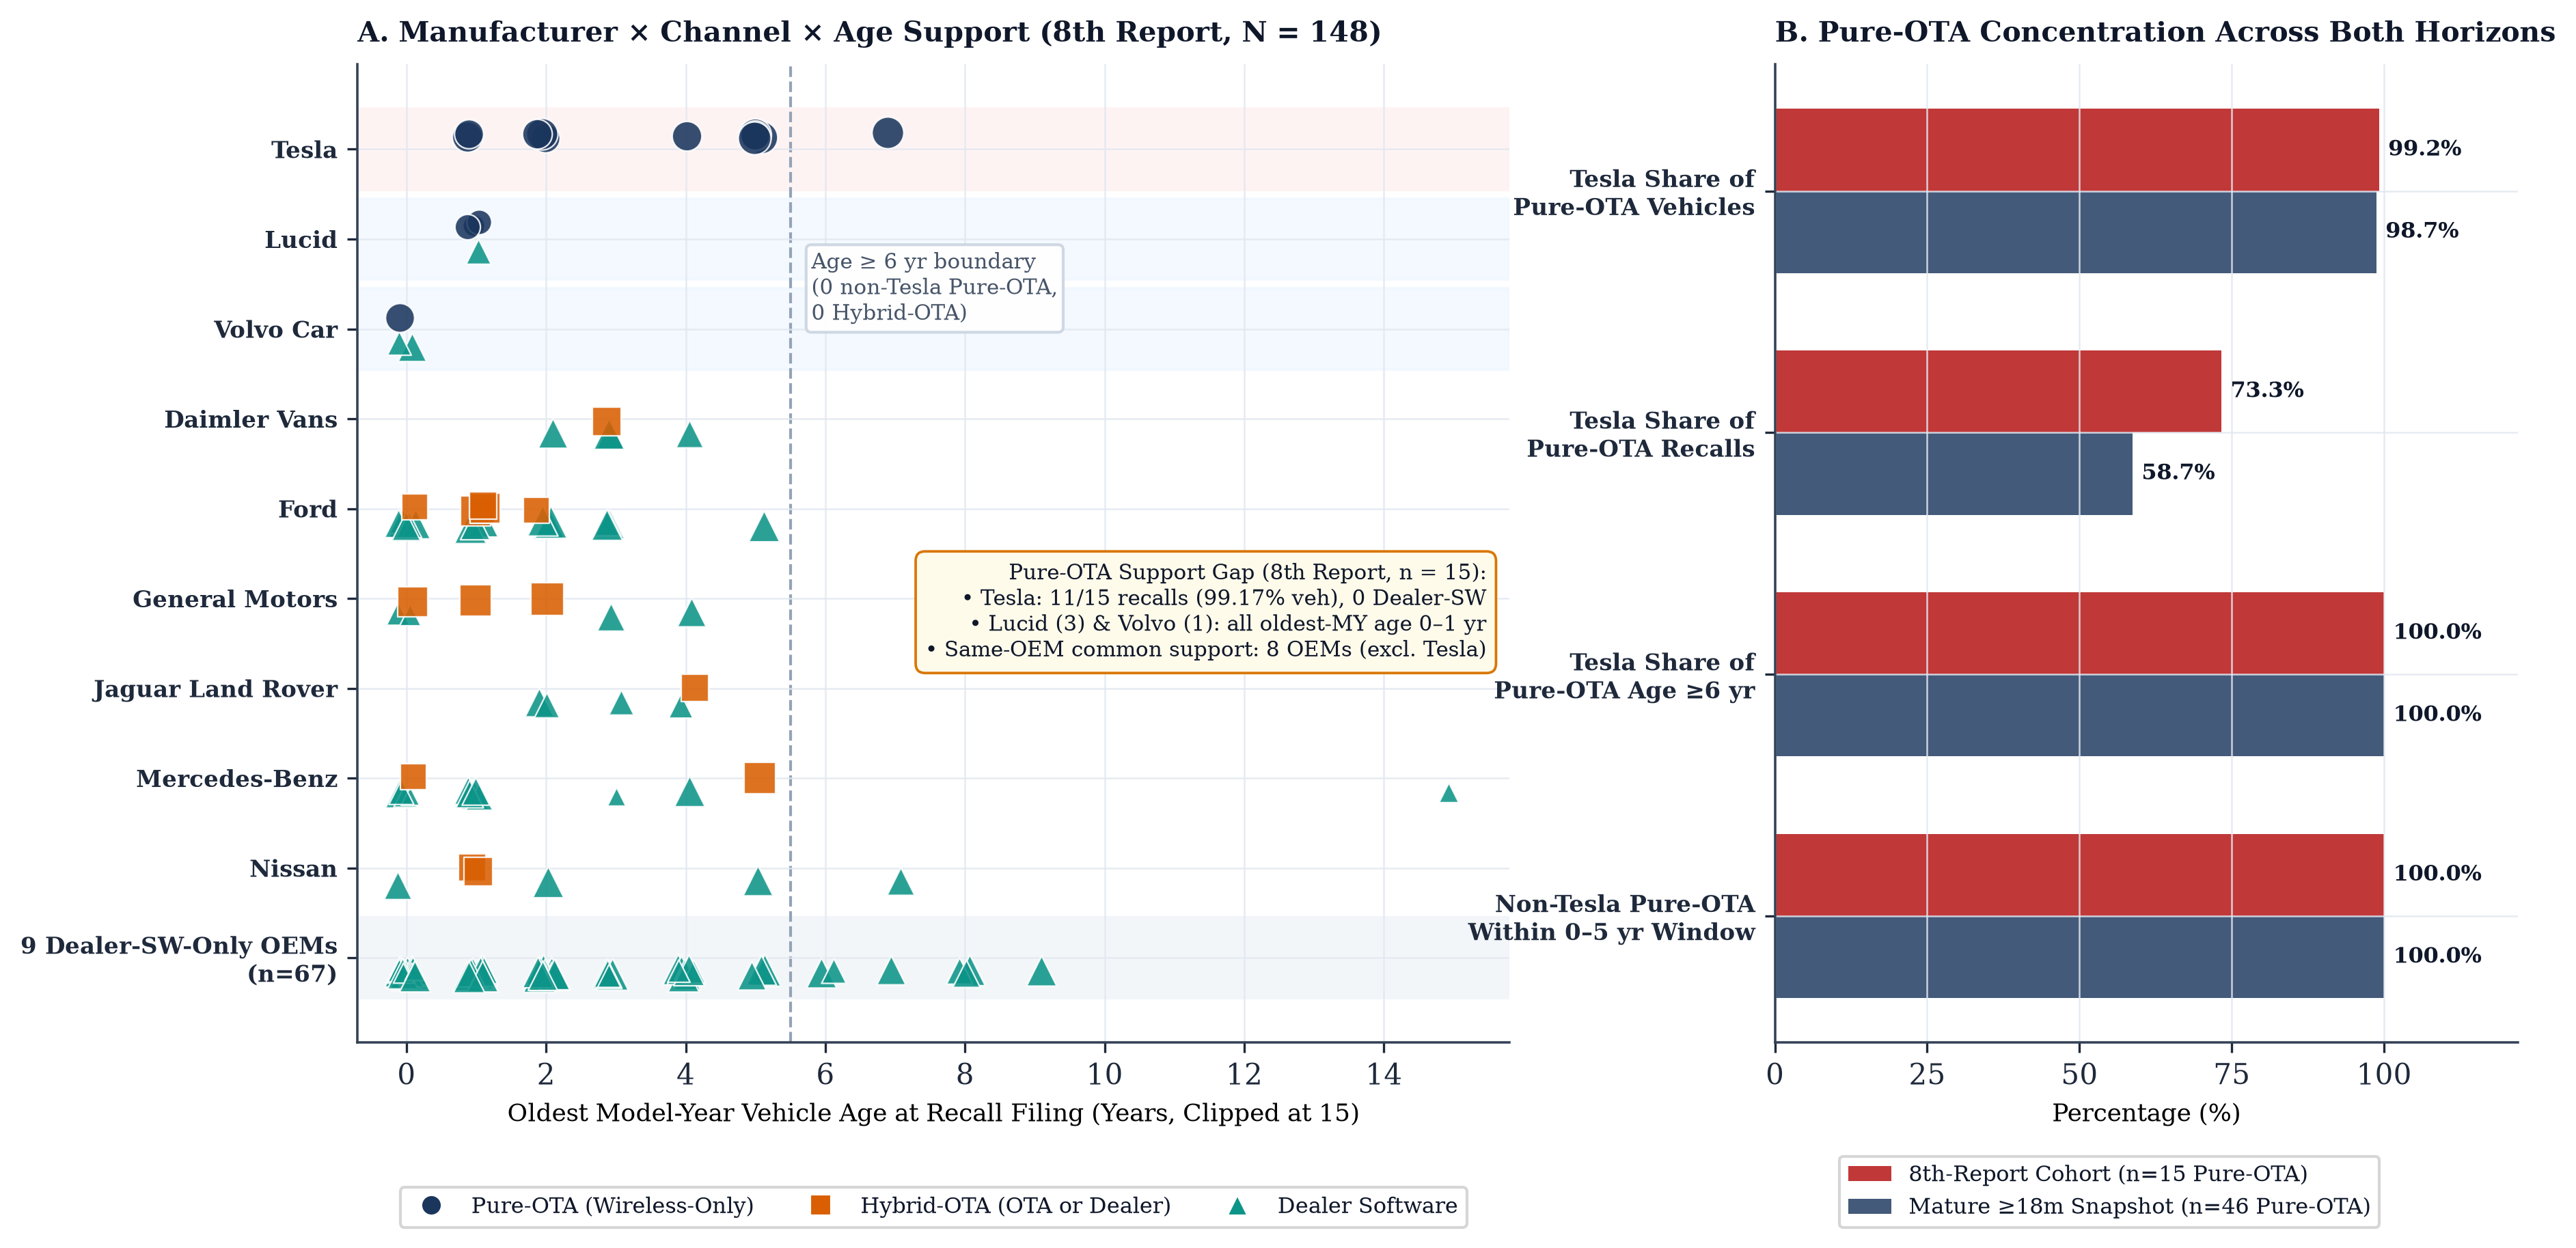 A. Manufacturer × Channel × Age Support (8th Report, N = 148)
Tesla
Lucid
Volvo Car
Daimler Vans
Ford
General Motors
Jaguar Land Rover
Mercedes-Benz
Nissan
9 Dealer-SW-Only OEMs
(n=67)
Age ≥ 6 yr boundary
(0 non-Tesla Pure-OTA,
0 Hybrid-OTA)
Pure-OTA Support Gap (8th Report, n = 15):
• Tesla: 11/15 recalls (99.17% veh), 0 Dealer-SW
• Lucid (3) & Volvo (1): all oldest-MY age 0–1 yr
• Same-OEM common support: 8 OEMs (excl. Tesla)
0 2 4 6 8 10 12 14
Oldest Model-Year Vehicle Age at Recall Filing (Years, Clipped at 15)
Pure-OTA (Wireless-Only)
Hybrid-OTA (OTA or Dealer)
Dealer Software
B. Pure-OTA Concentration Across Both Horizons
Tesla Share of
Pure-OTA Vehicles
99.2%
98.7%
Tesla Share of
Pure-OTA Recalls
73.3%
58.7%
Tesla Share of
Pure-OTA Age ≥6 yr
100.0%
100.0%
Non-Tesla Pure-OTA
Within 0–5 yr Window
100.0%
100.0%
0 25 50 75 100
Percentage (%)
8th-Report Cohort (n=15 Pure-OTA)
Mature ≥18m Snapshot (n=46 Pure-OTA)